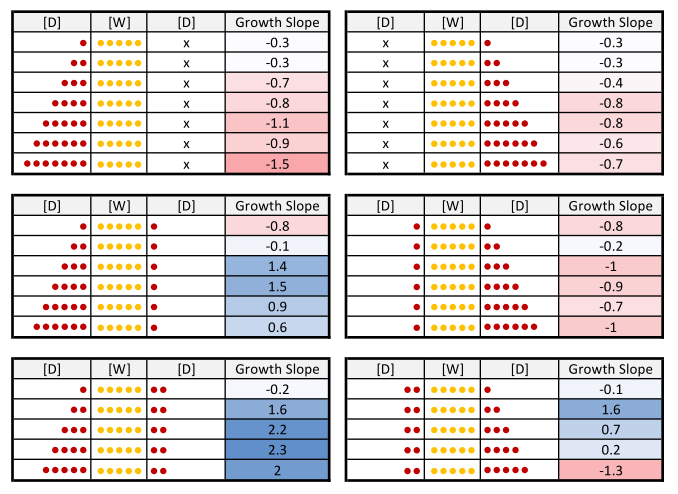 [D] [W] [D] Growth Slope
x -0.3
x -0.3
x -0.7
x -0.8
x -1.1
x -0.9
x -1.5
[D] [W] [D] Growth Slope
x -0.3
x -0.3
x -0.4
x -0.8
x -0.8
x -0.6
x -0.7
[D] [W] [D] Growth Slope
-0.8
-0.1
1.4
1.5
0.9
0.6
[D] [W] [D] Growth Slope
-0.8
-0.2
-1
-0.9
-0.7
-1
[D] [W] [D] Growth Slope
-0.2
1.6
2.2
2.3
2
[D] [W] [D] Growth Slope
-0.1
1.6
0.7
0.2
-1.3